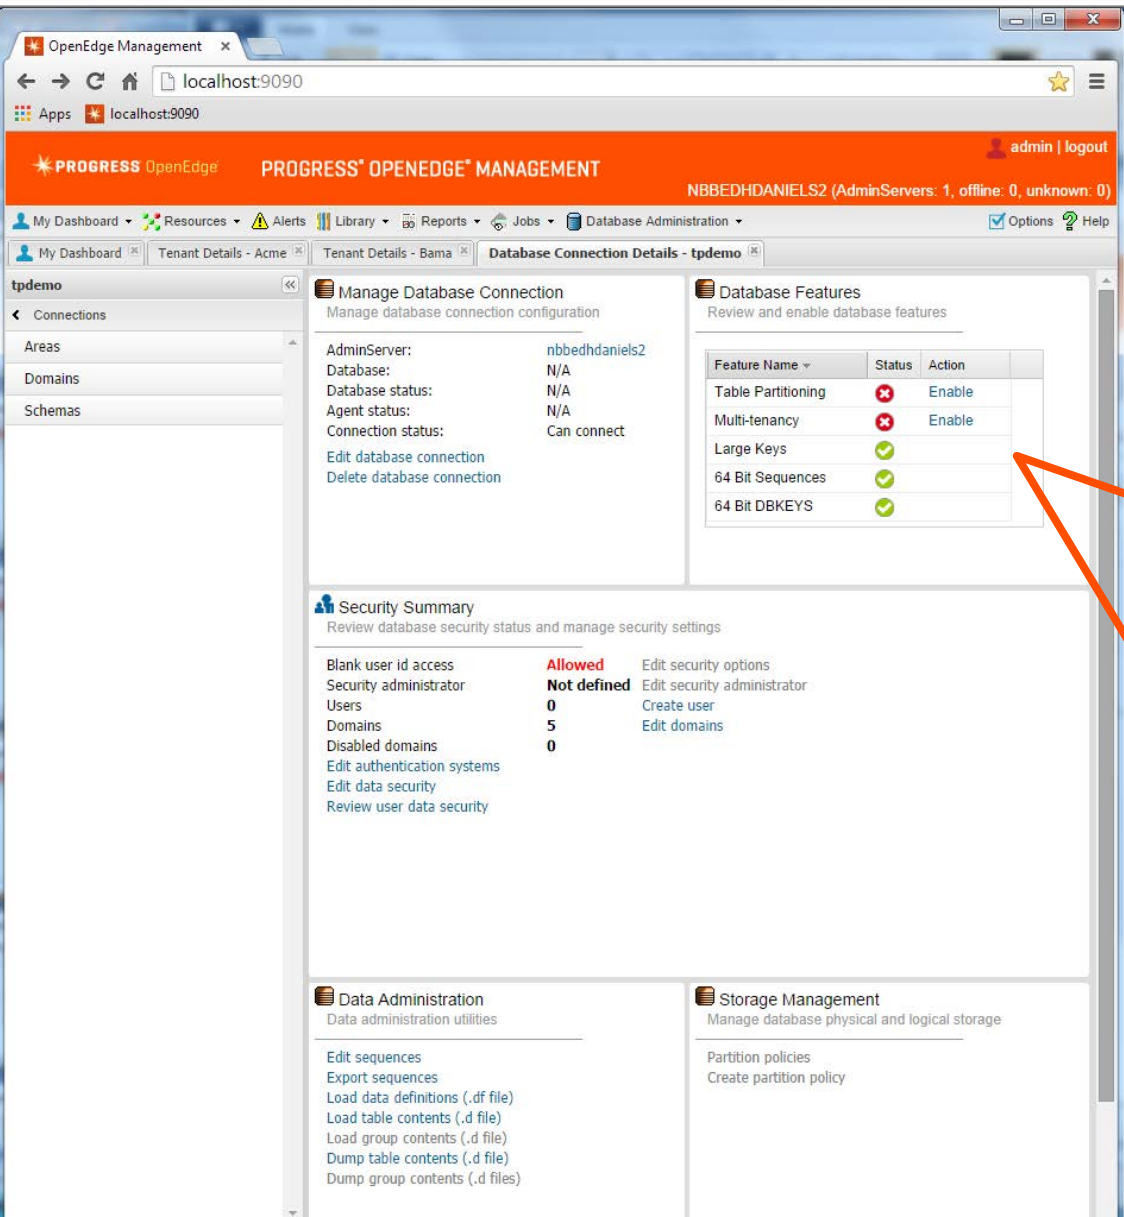 OpenEdge Management
localhost:9090
Apps localhost:9090
admin | logout
PROGRESS OpenEdge PROGRESS® OPENEDGE® MANAGEMENT
NBBEDHDANIELS2 (AdminServers: 1, offline: 0, unknown: 0)
My Dashboard Resources Alerts Library Reports Jobs Database Administration Options Help
My Dashboard Tenant Details - Acme Tenant Details - Bama Database Connection Details - tpdemo
tpdemo
Connections
Areas
Domains
Schemas
Manage Database Connection
Manage database connection configuration
AdminServer: nbbedhdaniels2
Database: N/A
Database status: N/A
Agent status: N/A
Connection status: Can connect
Edit database connection
Delete database connection
Database Features
Review and enable database features
Feature Name Status Action
Table Partitioning Enable
Multi-tenancy Enable
Large Keys
64 Bit Sequences
64 Bit DBKEYS
Security Summary
Review database security status and manage security settings
Blank user id access Allowed Edit security options
Security administrator Not defined Edit security administrator
Users 0 Create user
Domains 5 Edit domains
Disabled domains 0
Edit authentication systems
Edit data security
Review user data security
Data Administration
Data administration utilities
Edit sequences
Export sequences
Load data definitions (.df file)
Load table contents (.d file)
Load group contents (.d file)
Dump table contents (.d file)
Dump group contents (.d files)
Storage Management
Manage database physical and logical storage
Partition policies
Create partition policy